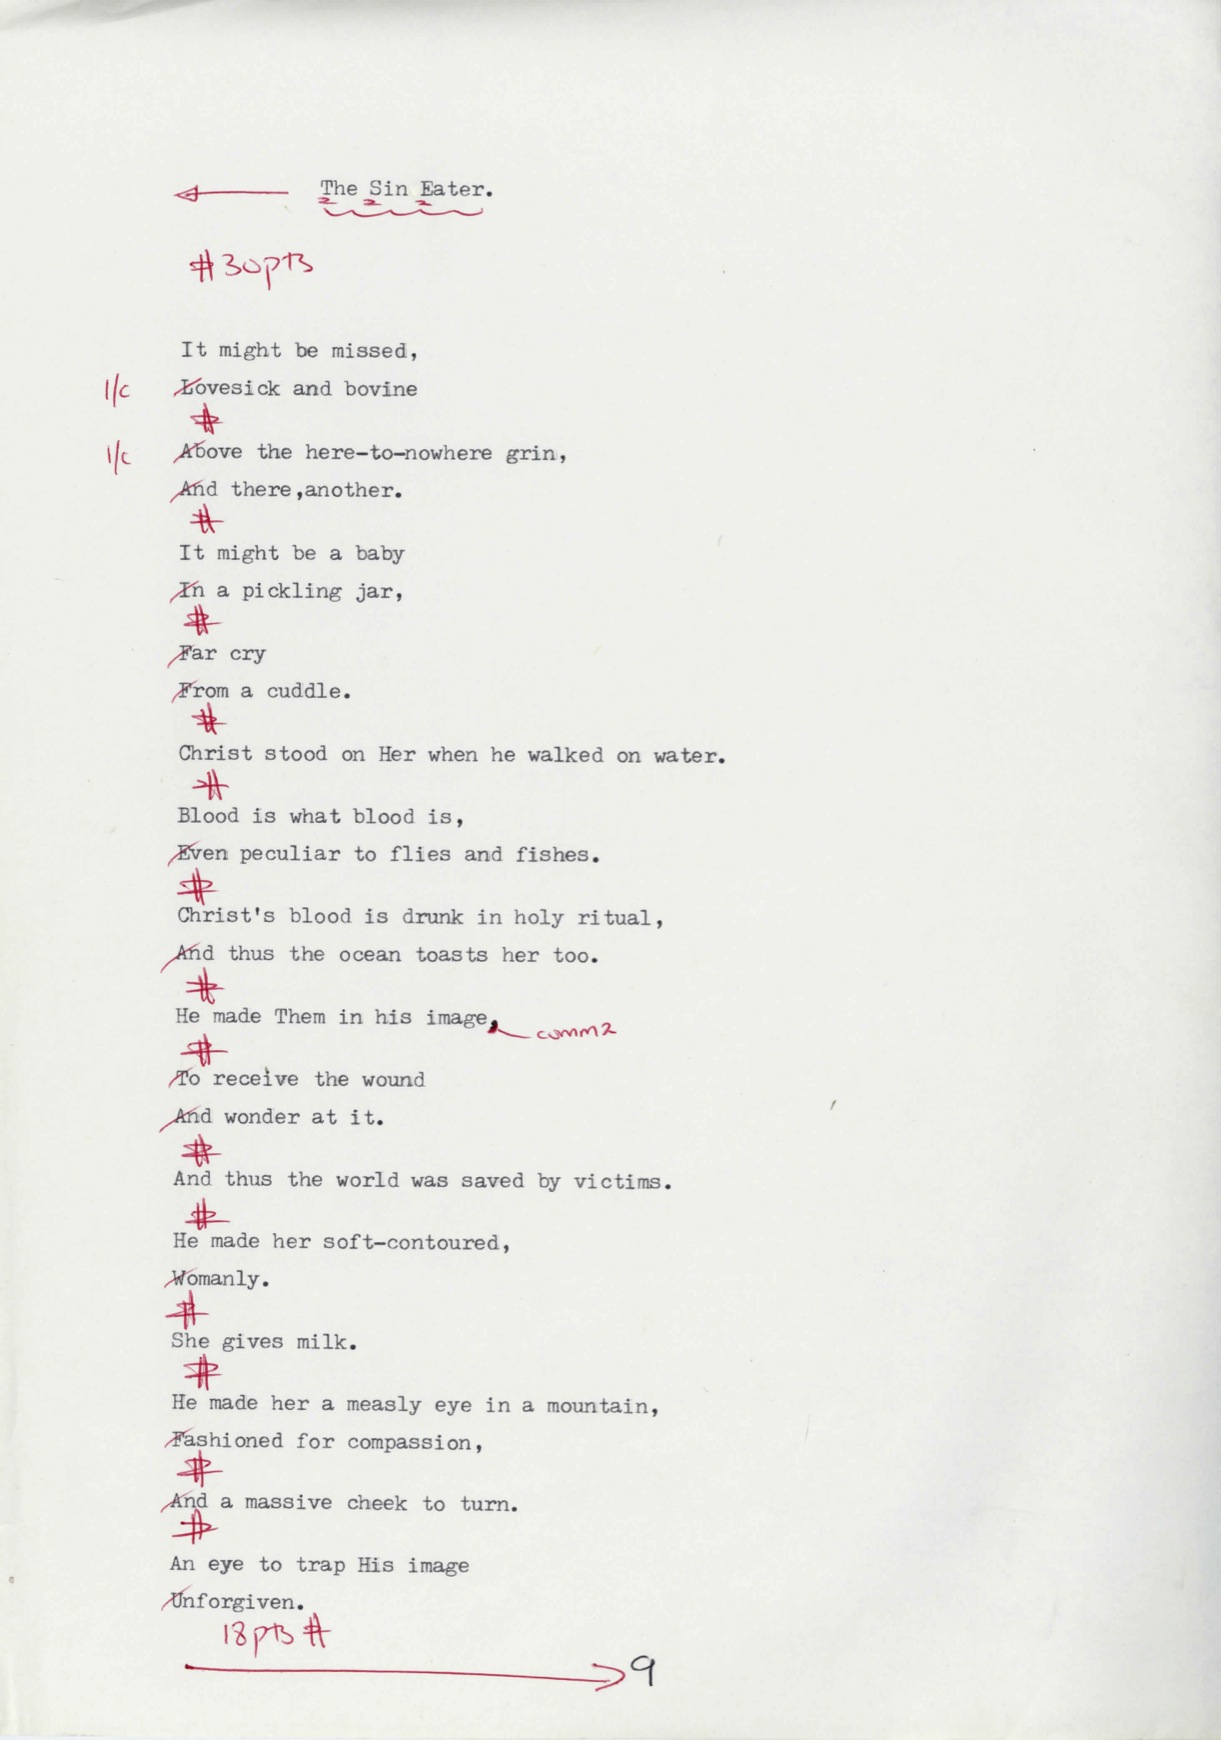 The Sin Eater.
2 2 2
# 30pts
It might be missed,
l/c Lovesick and bovine
#
l/c Above the here-to-nowhere grin,
And there,another.
#
It might be a baby
In a pickling jar,
#
Far cry
From a cuddle.
#
Christ stood on Her when he walked on water.
#
Blood is what blood is,
Even peculiar to flies and fishes.
#
Christ's blood is drunk in holy ritual,
And thus the ocean toasts her too.
#
He made Them in his image, comma
#
To receive the wound
And wonder at it.
#
And thus the world was saved by victims.
#
He made her soft-contoured,
Womanly.
#
She gives milk.
#
He made her a measly eye in a mountain,
Fashioned for compassion,
#
And a massive cheek to turn.
#
An eye to trap His image
Unforgiven.
18pts #
9